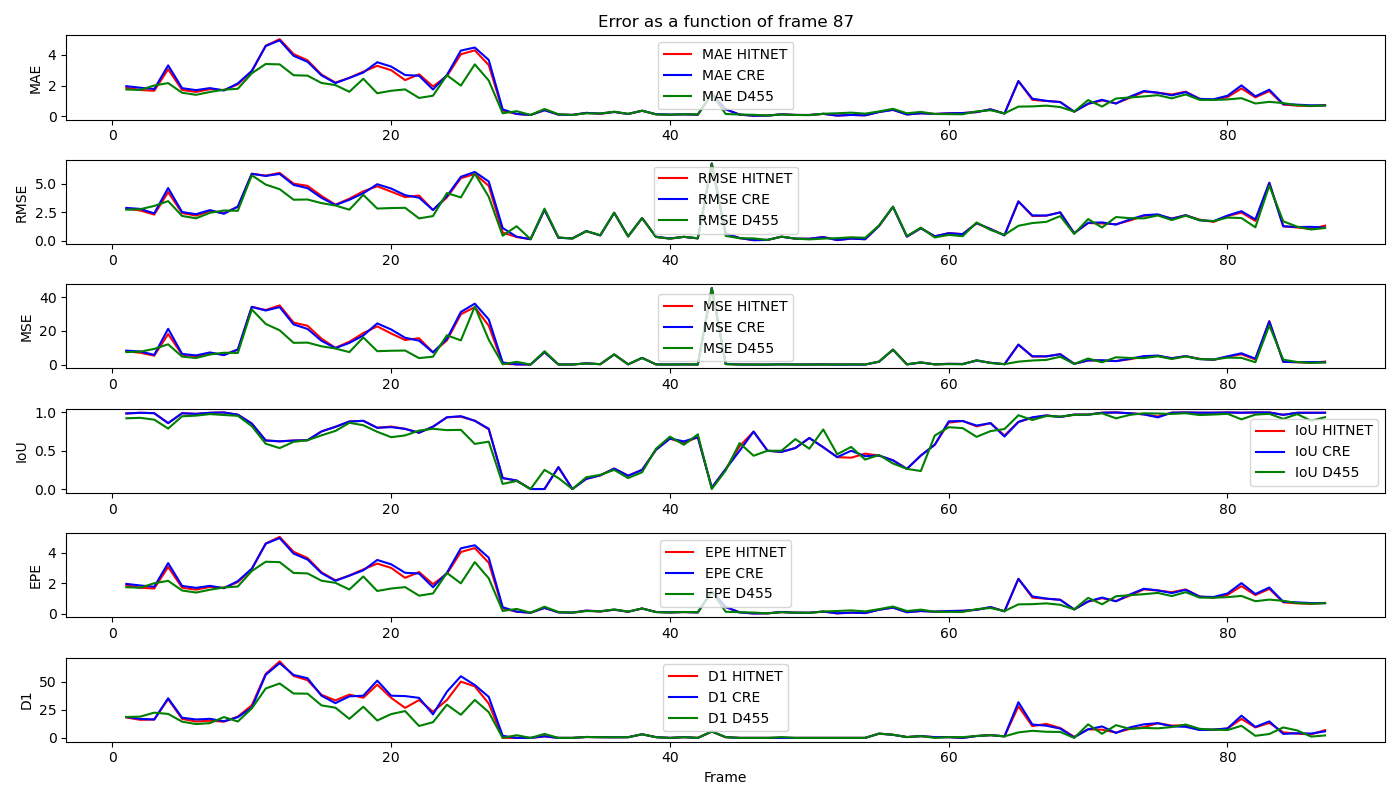 Error as a function of frame 87
MAE
4
2
0
MAE HITNET
MAE CRE
MAE D455
0 20 40 60 80
RMSE
5.0
2.5
0.0
RMSE HITNET
RMSE CRE
RMSE D455
0 20 40 60 80
MSE
40
20
0
MSE HITNET
MSE CRE
MSE D455
0 20 40 60 80
IoU
1.0
0.5
0.0
IoU HITNET
IoU CRE
IoU D455
0 20 40 60 80
EPE
4
2
0
EPE HITNET
EPE CRE
EPE D455
0 20 40 60 80
D1
50
25
0
D1 HITNET
D1 CRE
D1 D455
0 20 40 60 80
Frame